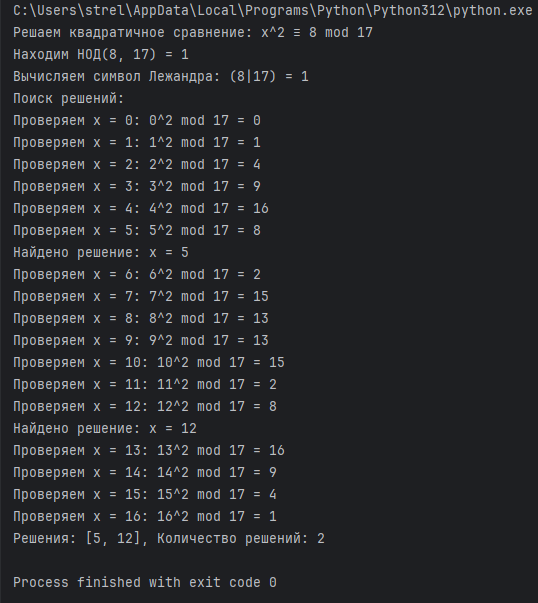 C:\Users\strel\AppData\Local\Programs\Python\Python312\python.exe
Решаем квадратичное сравнение: x^2 ≡ 8 mod 17
Находим НОД(8, 17) = 1
Вычисляем символ Лежандра: (8|17) = 1
Поиск решений:
Проверяем x = 0: 0^2 mod 17 = 0
Проверяем x = 1: 1^2 mod 17 = 1
Проверяем x = 2: 2^2 mod 17 = 4
Проверяем x = 3: 3^2 mod 17 = 9
Проверяем x = 4: 4^2 mod 17 = 16
Проверяем x = 5: 5^2 mod 17 = 8
Найдено решение: x = 5
Проверяем x = 6: 6^2 mod 17 = 2
Проверяем x = 7: 7^2 mod 17 = 15
Проверяем x = 8: 8^2 mod 17 = 13
Проверяем x = 9: 9^2 mod 17 = 13
Проверяем x = 10: 10^2 mod 17 = 15
Проверяем x = 11: 11^2 mod 17 = 2
Проверяем x = 12: 12^2 mod 17 = 8
Найдено решение: x = 12
Проверяем x = 13: 13^2 mod 17 = 16
Проверяем x = 14: 14^2 mod 17 = 9
Проверяем x = 15: 15^2 mod 17 = 4
Проверяем x = 16: 16^2 mod 17 = 1
Решения: [5, 12], Количество решений: 2
Process finished with exit code 0